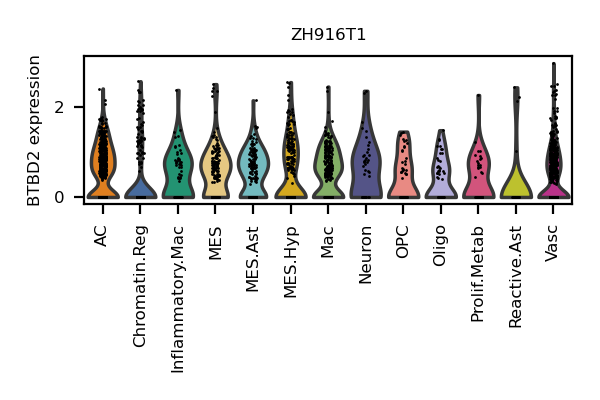 ZH916T1
BTBD2 expression
2
0
AC
Chromatin.Reg
Inflammatory.Mac
MES
MES.Ast
MES.Hyp
Mac
Neuron
OPC
Oligo
Prolif.Metab
Reactive.Ast
Vasc